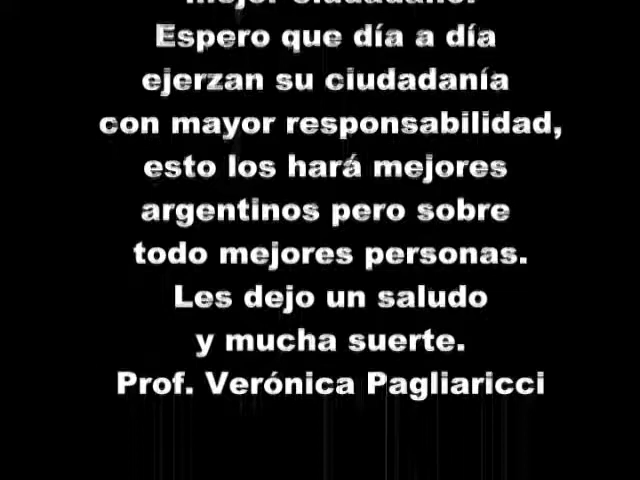 mejor ciudadano.
Espero que día a día
ejerzan su ciudadanía
con mayor responsabilidad,
esto los hará mejores
argentinos pero sobre
todo mejores personas.
Les dejo un saludo
y mucha suerte.
Prof. Verónica Pagliaricci